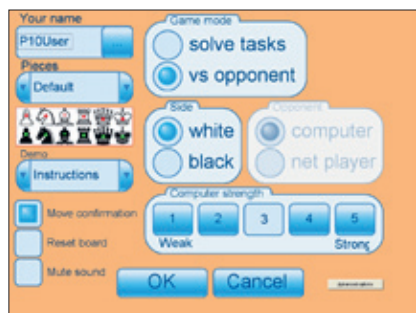 Your name
P10User
...
Pieces
Default
Demo
Instructions
Move confirmation
Reset board
Mute sound
Game mode
solve tasks
vs opponent
Side
white
black
Opponent
computer
net player
Computer strength
1 2 3 4 5
Weak Strong
OK Cancel